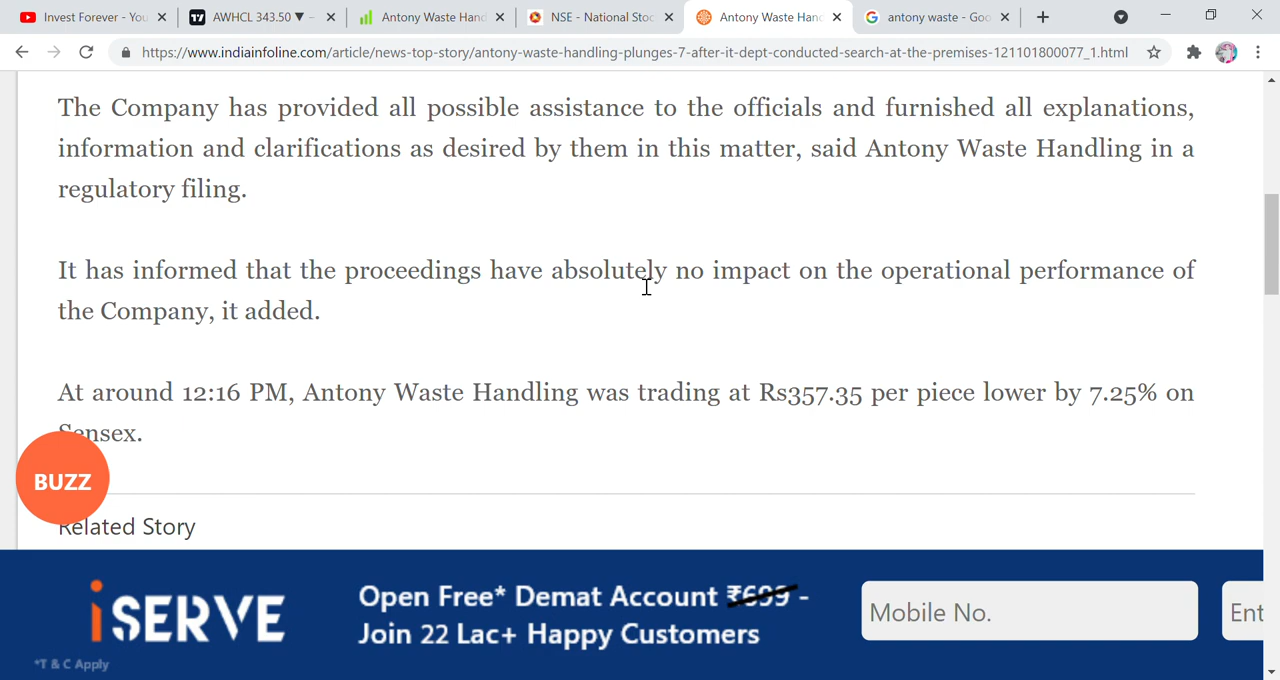 Invest Forever - You
AWHCL 343.50 ▼ −
Antony Waste Hand
NSE - National Stoc
Antony Waste Hand
antony waste - Goo
https://www.indiainfoline.com/article/news-top-story/antony-waste-handling-plunges-7-after-it-dept-conducted-search-at-the-premises-121101800077_1.html
The Company has provided all possible assistance to the officials and furnished all explanations,
information and clarifications as desired by them in this matter, said Antony Waste Handling in a
regulatory filing.
It has informed that the proceedings have absolutely no impact on the operational performance of
the Company, it added.
At around 12:16 PM, Antony Waste Handling was trading at Rs357.35 per piece lower by 7.25% on
Sensex.
BUZZ
Related Story
iSERVE
*T & C Apply
Open Free* Demat Account ₹699 -
Join 22 Lac+ Happy Customers
Mobile No.
Ent